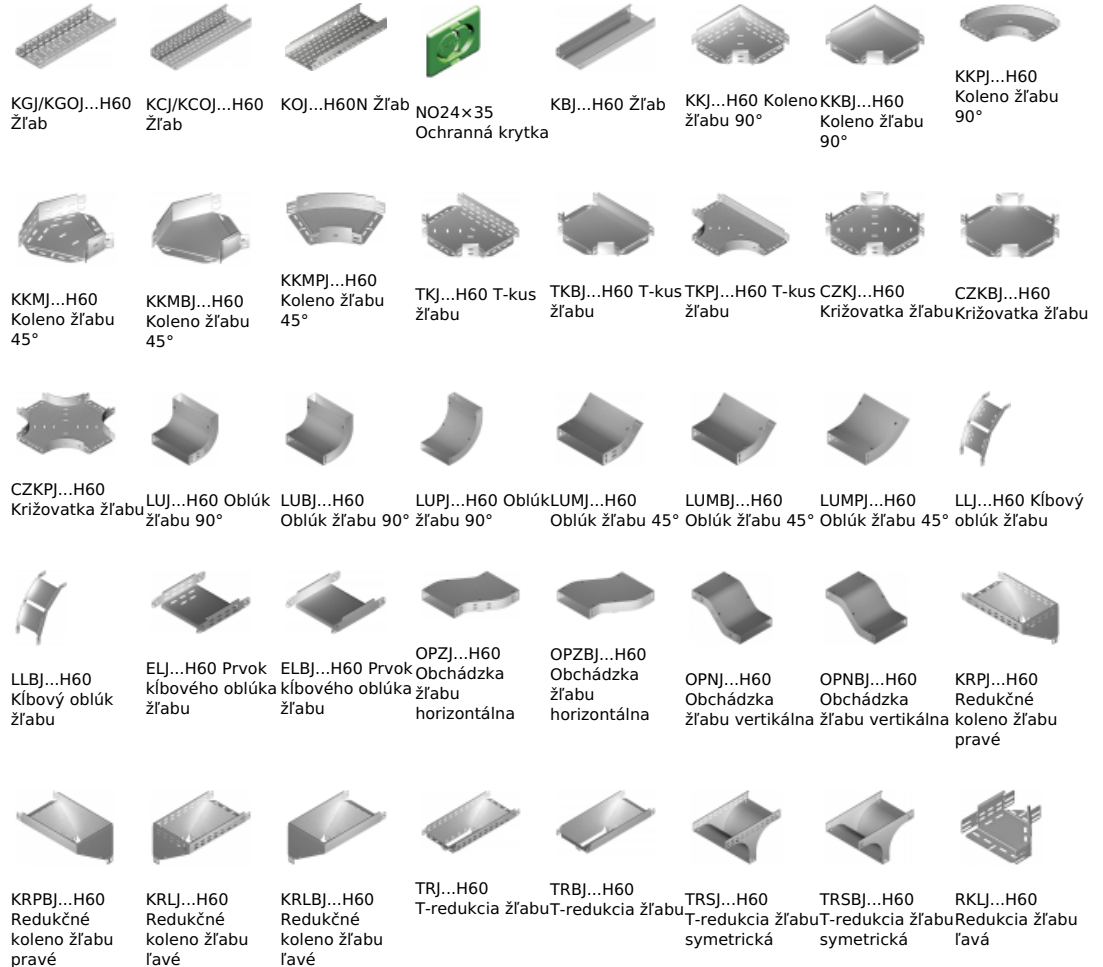 KGJ/KGOJ...H60
Žľab
KCJ/KCOJ...H60
Žľab
KOJ...H60N Žľab
NO24×35
Ochranná krytka
KBJ...H60 Žľab
KKJ...H60 Koleno
žľabu 90°
KKBJ...H60
Koleno žľabu
90°
KKPJ...H60
Koleno žľabu
90°
KKMJ...H60
Koleno žľabu
45°
KKMBJ...H60
Koleno žľabu
45°
KKMPJ...H60
Koleno žľabu
45°
TKJ...H60 T-kus
žľabu
TKBJ...H60 T-kus
žľabu
TKPJ...H60 T-kus
žľabu
CZKJ...H60
Križovatka žľabu
CZKBJ...H60
Križovatka žľabu
CZKPJ...H60
Križovatka žľabu
LUJ...H60 Oblúk
žľabu 90°
LUBJ...H60
Oblúk žľabu 90°
LUPJ...H60 Oblúk
žľabu 90°
LUMJ...H60
Oblúk žľabu 45°
LUMBJ...H60
Oblúk žľabu 45°
LUMPJ...H60
Oblúk žľabu 45°
LLJ...H60 Kĺbový
oblúk žľabu
LLBJ...H60
Kĺbový oblúk
žľabu
ELJ...H60 Prvok
kĺbového oblúka
žľabu
ELBJ...H60 Prvok
kĺbového oblúka
žľabu
OPZJ...H60
Obchádzka
žľabu
horizontálna
OPZBJ...H60
Obchádzka
žľabu
horizontálna
OPNJ...H60
Obchádzka
žľabu vertikálna
OPNBJ...H60
Obchádzka
žľabu vertikálna
KRPJ...H60
Redukčné
koleno žľabu
pravé
KRPBJ...H60
Redukčné
koleno žľabu
pravé
KRLJ...H60
Redukčné
koleno žľabu
ľavé
KRLBJ...H60
Redukčné
koleno žľabu
ľavé
TRJ...H60
T-redukcia žľabu
TRBJ...H60
T-redukcia žľabu
TRSJ...H60
T-redukcia žľabu
symetrická
TRSBJ...H60
T-redukcia žľabu
symetrická
RKLJ...H60
Redukcia žľabu
ľavá